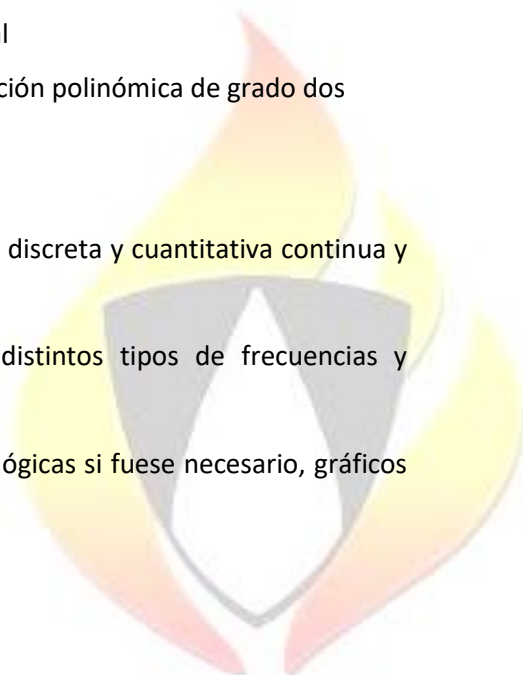 ción polinómica de grado dos
discreta y cuantitativa continua y
distintos tipos de frecuencias y
ógicas si fuese necesario, gráficos